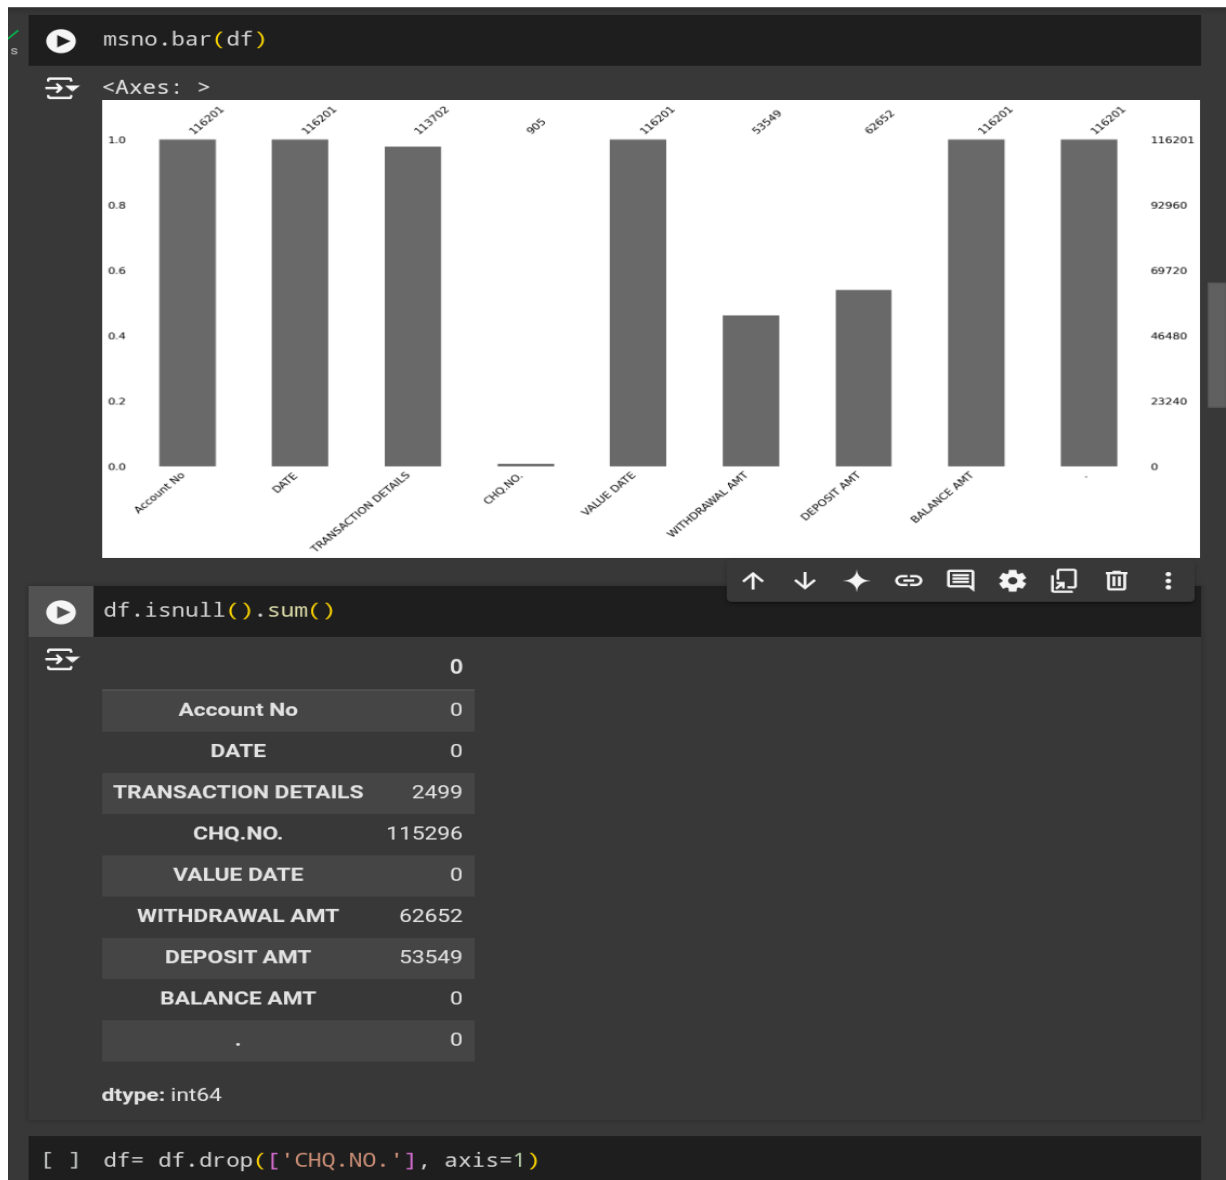 s
msno.bar(df)
<Axes: >
116201 116201 113702 905 116201 53549 62652 116201 116201
1.0 116201
0.8 92960
0.6 69720
0.4 46480
0.2 23240
0.0 0
Account No DATE TRANSACTION DETAILS CHQ.NO. VALUE DATE WITHDRAWAL AMT DEPOSIT AMT BALANCE AMT .
df.isnull().sum()
0
Account No 0
DATE 0
TRANSACTION DETAILS 2499
CHQ.NO. 115296
VALUE DATE 0
WITHDRAWAL AMT 62652
DEPOSIT AMT 53549
BALANCE AMT 0
. 0
dtype: int64
[ ] df= df.drop(['CHQ.NO.'], axis=1)